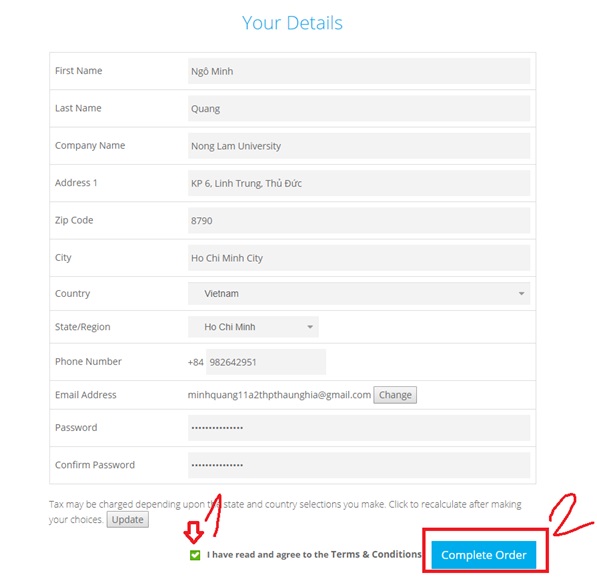 Your Details
First Name Ngô Minh
Last Name Quang
Company Name Nong Lam University
Address 1 KP 6, Linh Trung, Thủ Đức
Zip Code 8790
City Ho Chi Minh City
Country Vietnam
State/Region Ho Chi Minh
Phone Number +84 982642951
Email Address minhquang11a2thpthaunghia@gmail.com Change
Password •••••••••••••••
Confirm Password •••••••••••••••
Tax may be charged depending upon the state and country selections you make. Click to recalculate after making
your choices. Update
1
2
I have read and agree to the Terms & Conditions
Complete Order